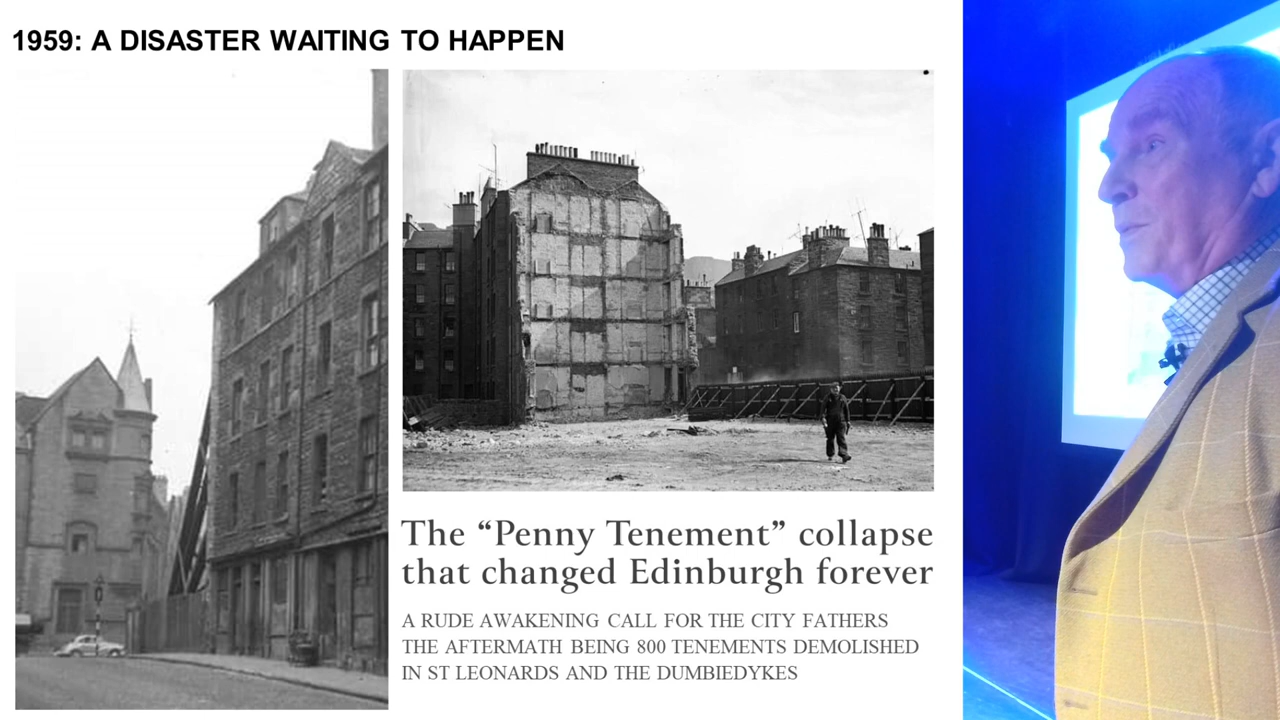 1959: A DISASTER WAITING TO HAPPEN
The “Penny Tenement” collapse
that changed Edinburgh forever
A RUDE AWAKENING CALL FOR THE CITY FATHERS
THE AFTERMATH BEING 800 TENEMENTS DEMOLISHED
IN ST LEONARDS AND THE DUMBIEDYKES